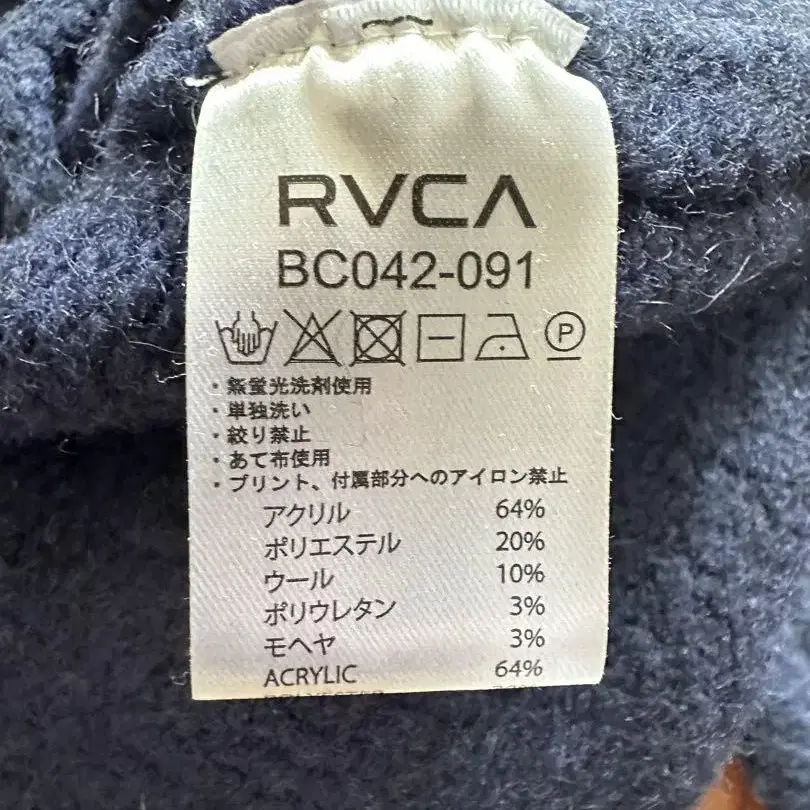 RVCA
BC042-091
P
・無蛍光洗剤使用
・単独洗い
・絞り禁止
・あて布使用
・プリント、付属部分へのアイロン禁止
アクリル 64%
ポリエステル 20%
ウール 10%
ポリウレタン 3%
モヘヤ 3%
ACRYLIC 64%